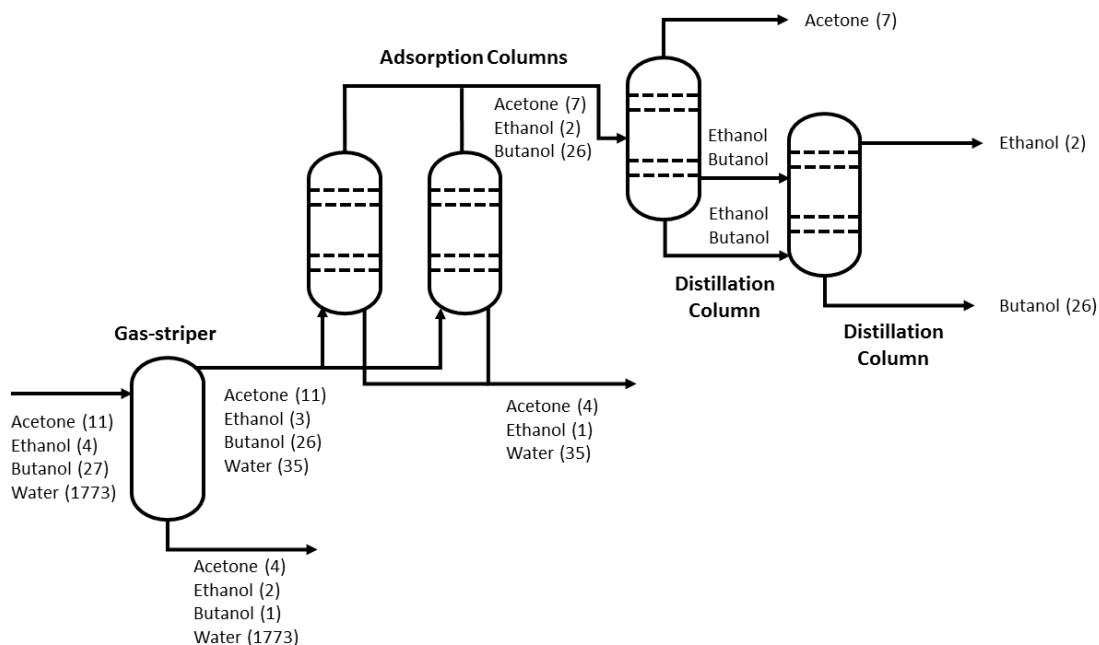 Acetone (7)
Adsorption Columns
Acetone (7)
Ethanol (2)
Butanol (26)
Ethanol
Butanol
Ethanol (2)
Ethanol
Butanol
Distillation
Column
Butanol (26)
Distillation
Column
Gas-striper
Acetone (11)
Ethanol (4)
Butanol (27)
Water (1773)
Acetone (11)
Ethanol (3)
Butanol (26)
Water (35)
Acetone (4)
Ethanol (1)
Water (35)
Acetone (4)
Ethanol (2)
Butanol (1)
Water (1773)